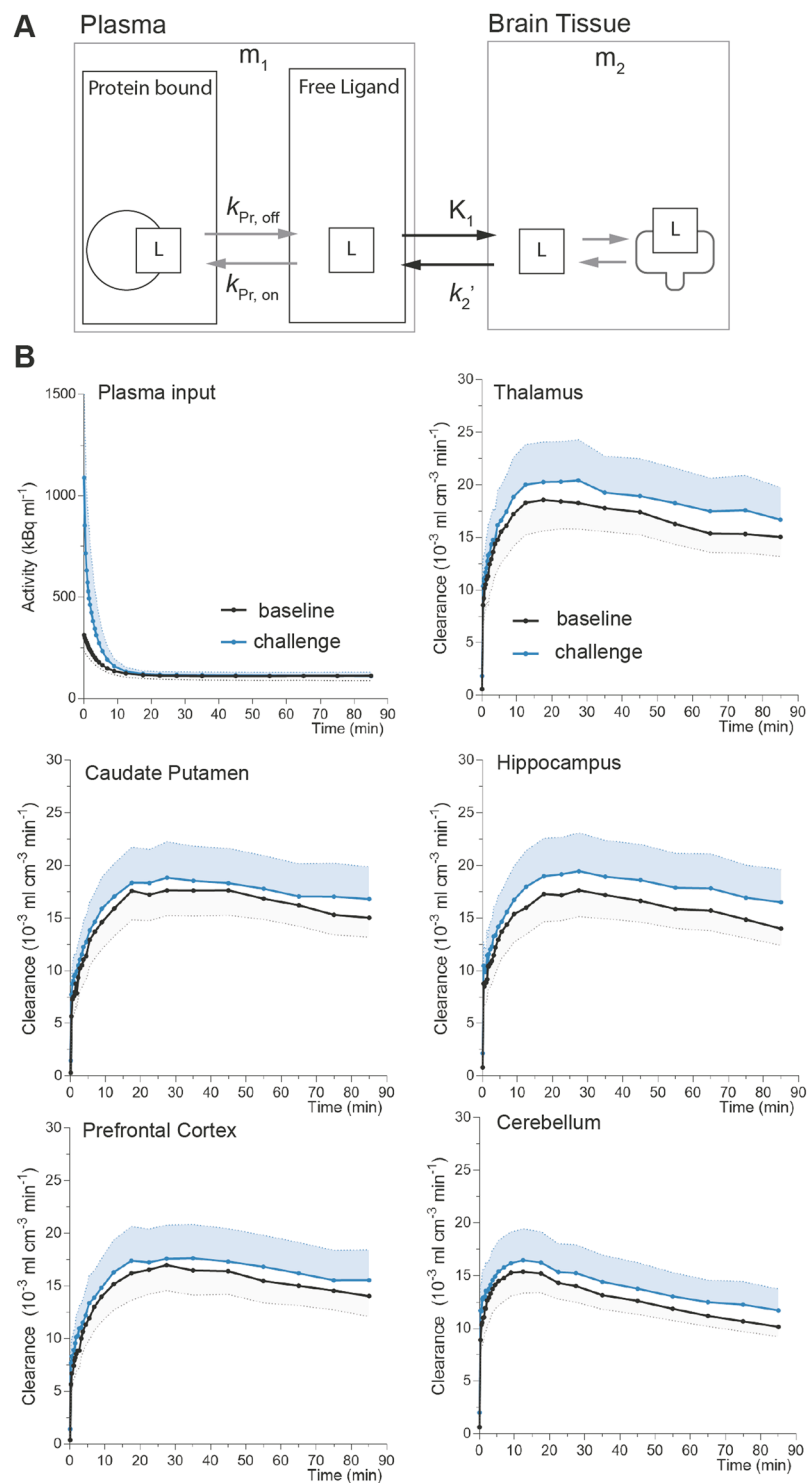 A
Plasma
Brain Tissue
m1
m2
Protein bound
Free Ligand
kPr, off
K1
L
L
L
L
kPr, on
k2’
B
Plasma input
1500
1000
500
0
Activity (kBq ml-1)
baseline
challenge
0 10 20 30 40 50 60 70 80 90
Time (min)
Thalamus
30
25
20
15
10
5
0
Clearance (10-3 ml cm-3 min-1)
baseline
challenge
0 10 20 30 40 50 60 70 80 90
Time (min)
Caudate Putamen
30
25
20
15
10
5
0
Clearance (10-3 ml cm-3 min-1)
0 10 20 30 40 50 60 70 80 90
Time (min)
Hippocampus
30
25
20
15
10
5
0
Clearance (10-3 ml cm-3 min-1)
0 10 20 30 40 50 60 70 80 90
Time (min)
Prefrontal Cortex
30
25
20
15
0
5
0
Clearance (10-3 ml cm-3 min-1)
0 10 20 30 40 50 60 70 80 90
Time (min)
Cerebellum
30
25
20
15
10
5
0
Clearance (10-3 ml cm-3 min-1)
0 10 20 30 40 50 60 70 80 90
Time (min)